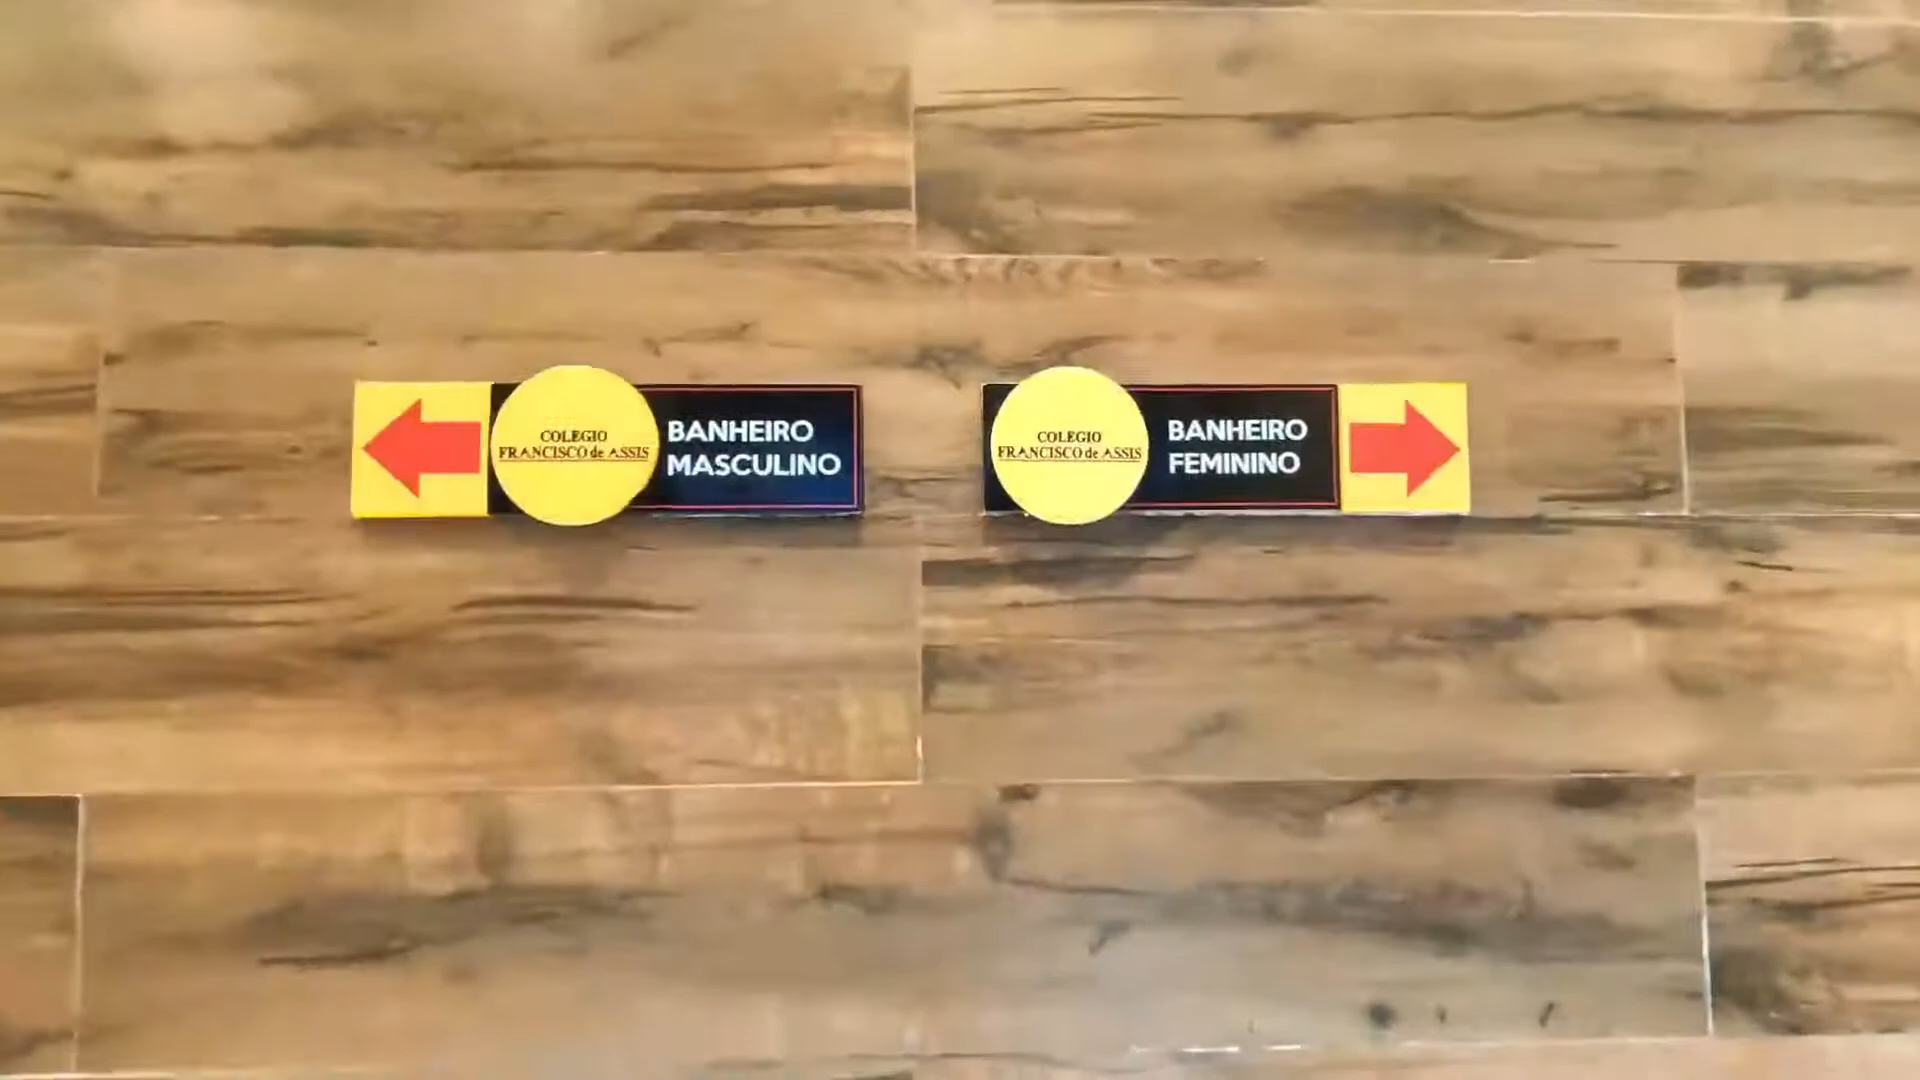 COLEGIO
FRANCISCO de ASSIS
BANHEIRO
MASCULINO
COLEGIO
FRANCISCO de ASSIS
BANHEIRO
FEMININO